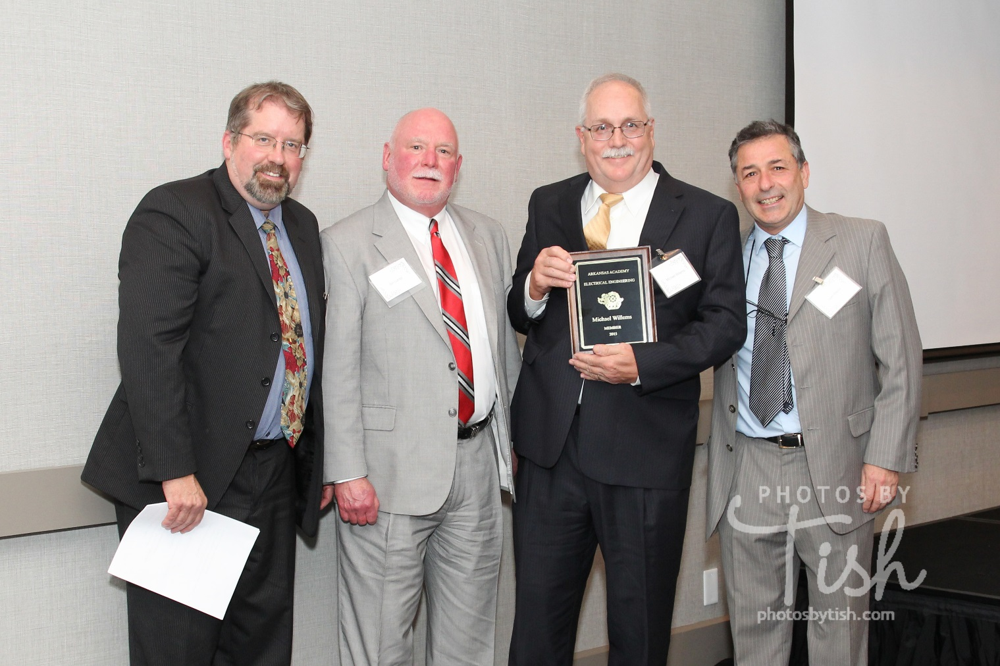 ARKANSAS ACADEMY
ELECTRICAL ENGINEERING
Michael Willems
MEMBER
2015
PHOTOS BY
Tish
photosbytish.com